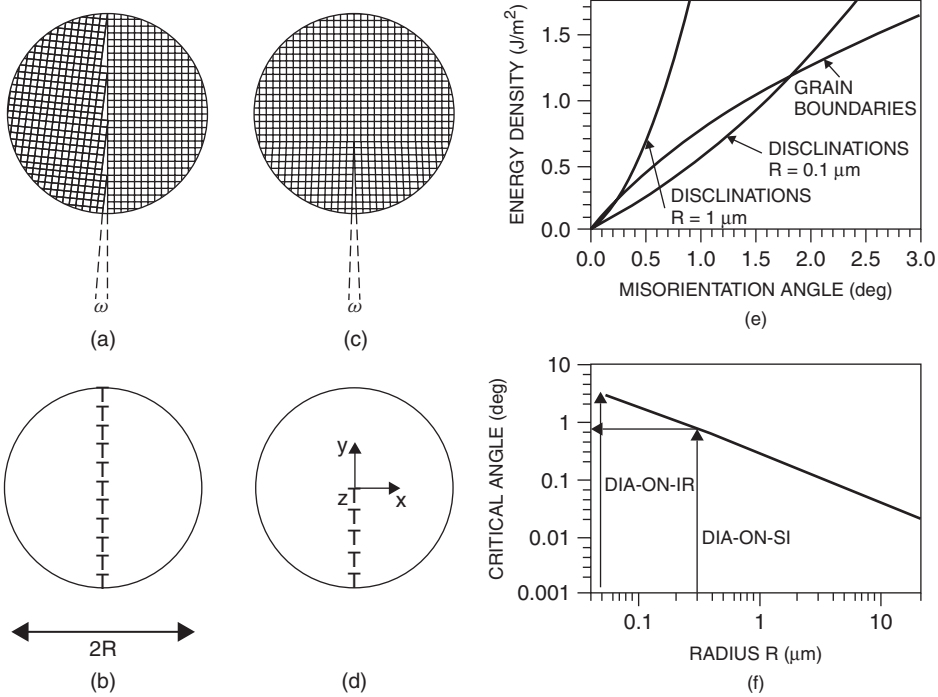 ω
(a)
ω
(c)
2R
(b)
y
z
x
(d)
ENERGY DENSITY (J/m²)
1.5
1.0
0.5
0.0
GRAIN
BOUNDARIES
DISCLINATIONS
R = 0.1 μm
DISCLINATIONS
R = 1 μm
0.0 0.5 1.0 1.5 2.0 2.5 3.0
MISORIENTATION ANGLE (deg)
(e)
CRITICAL ANGLE (deg)
10
1
0.1
0.01
0.001
DIA-ON-IR
DIA-ON-SI
0.1 1 10
RADIUS R (μm)
(f)